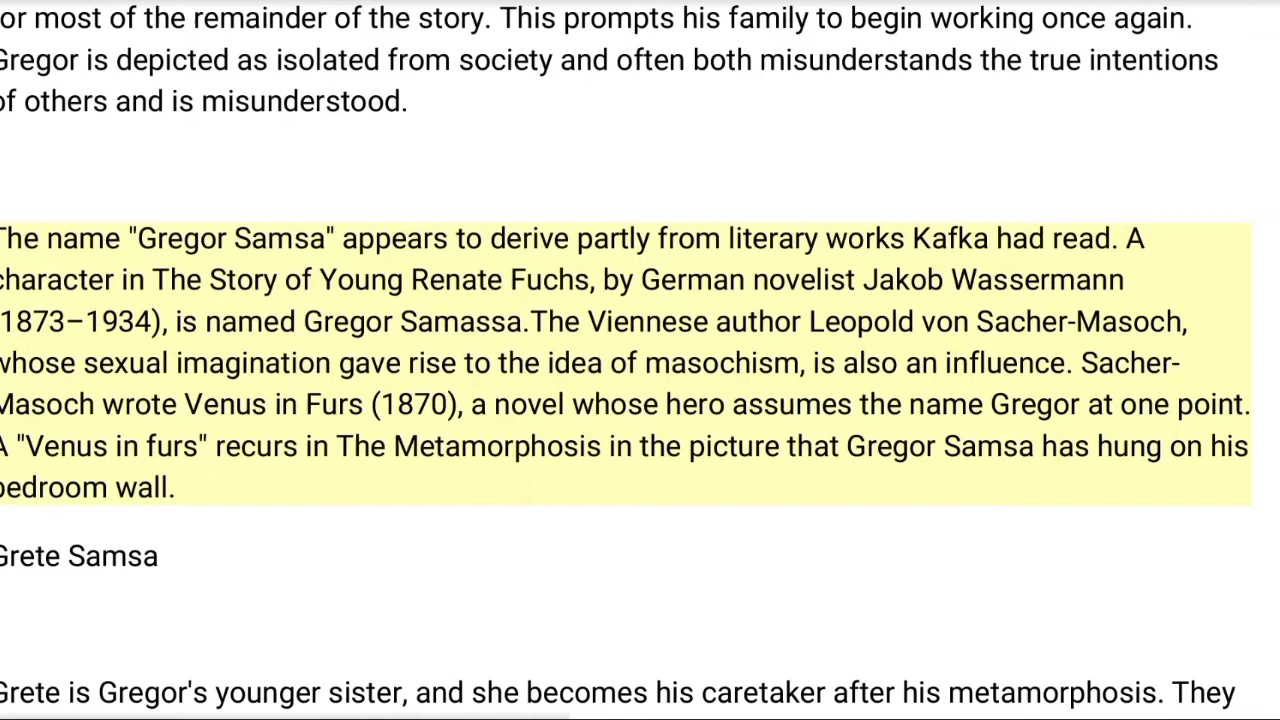 or most of the remainder of the story. This prompts his family to begin working once again.
Gregor is depicted as isolated from society and often both misunderstands the true intentions
of others and is misunderstood.
The name "Gregor Samsa" appears to derive partly from literary works Kafka had read. A
character in The Story of Young Renate Fuchs, by German novelist Jakob Wassermann
(1873–1934), is named Gregor Samassa.The Viennese author Leopold von Sacher-Masoch,
whose sexual imagination gave rise to the idea of masochism, is also an influence. Sacher-
Masoch wrote Venus in Furs (1870), a novel whose hero assumes the name Gregor at one point.
A "Venus in furs" recurs in The Metamorphosis in the picture that Gregor Samsa has hung on his
bedroom wall.
Grete Samsa
Grete is Gregor's younger sister, and she becomes his caretaker after his metamorphosis. They